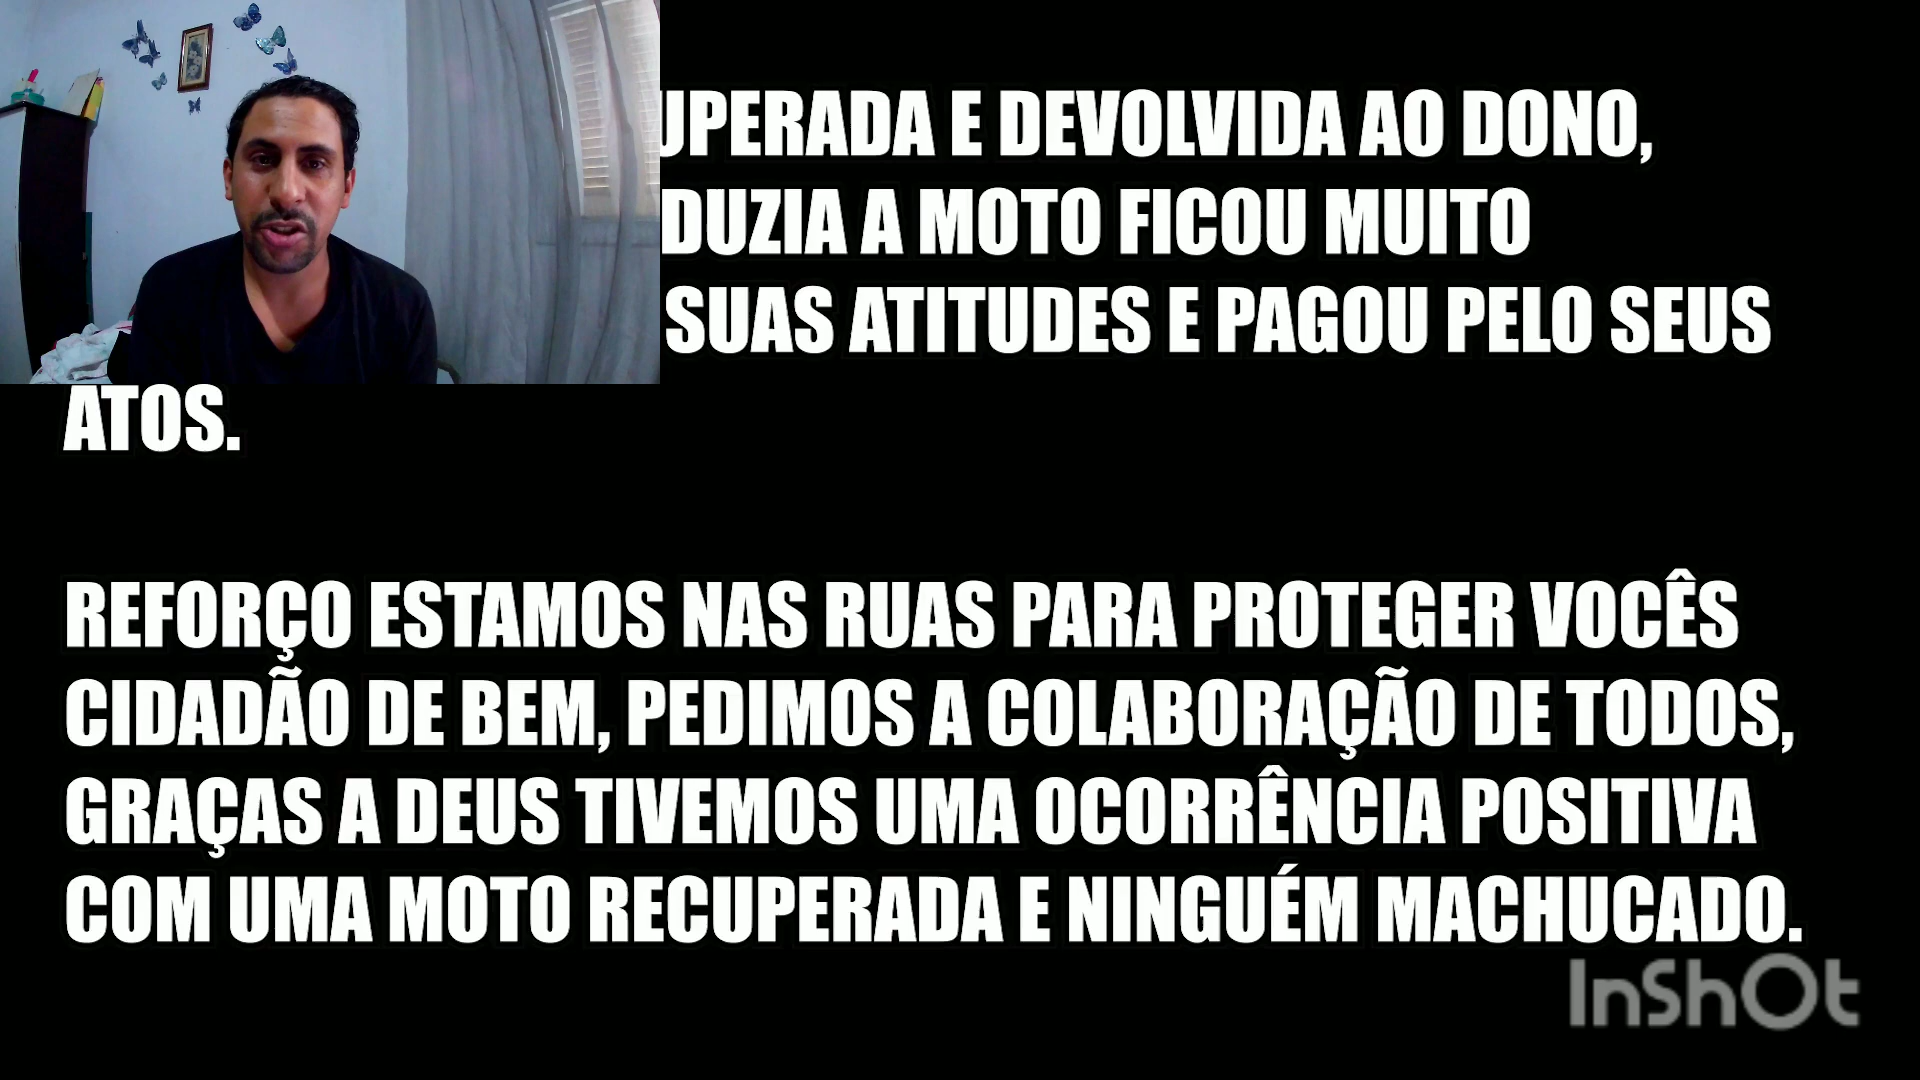 E DEVOLVIDA AO DONO,
A MOTO FICOU MUITO
SUAS ATITUDES E PAGOU PELO SEUS
ATOS.
REFORÇO ESTAMOS NAS RUAS PARA PROTEGER VOCÊS
CIDADÃO DE BEM, PEDIMOS A COLABORAÇÃO DE TODOS,
GRAÇAS A DEUS TIVEMOS UMA OCORRÊNCIA POSITIVA
COM UMA MOTO RECUPERADA E NINGUÉM MACHUCADO.
InShOt